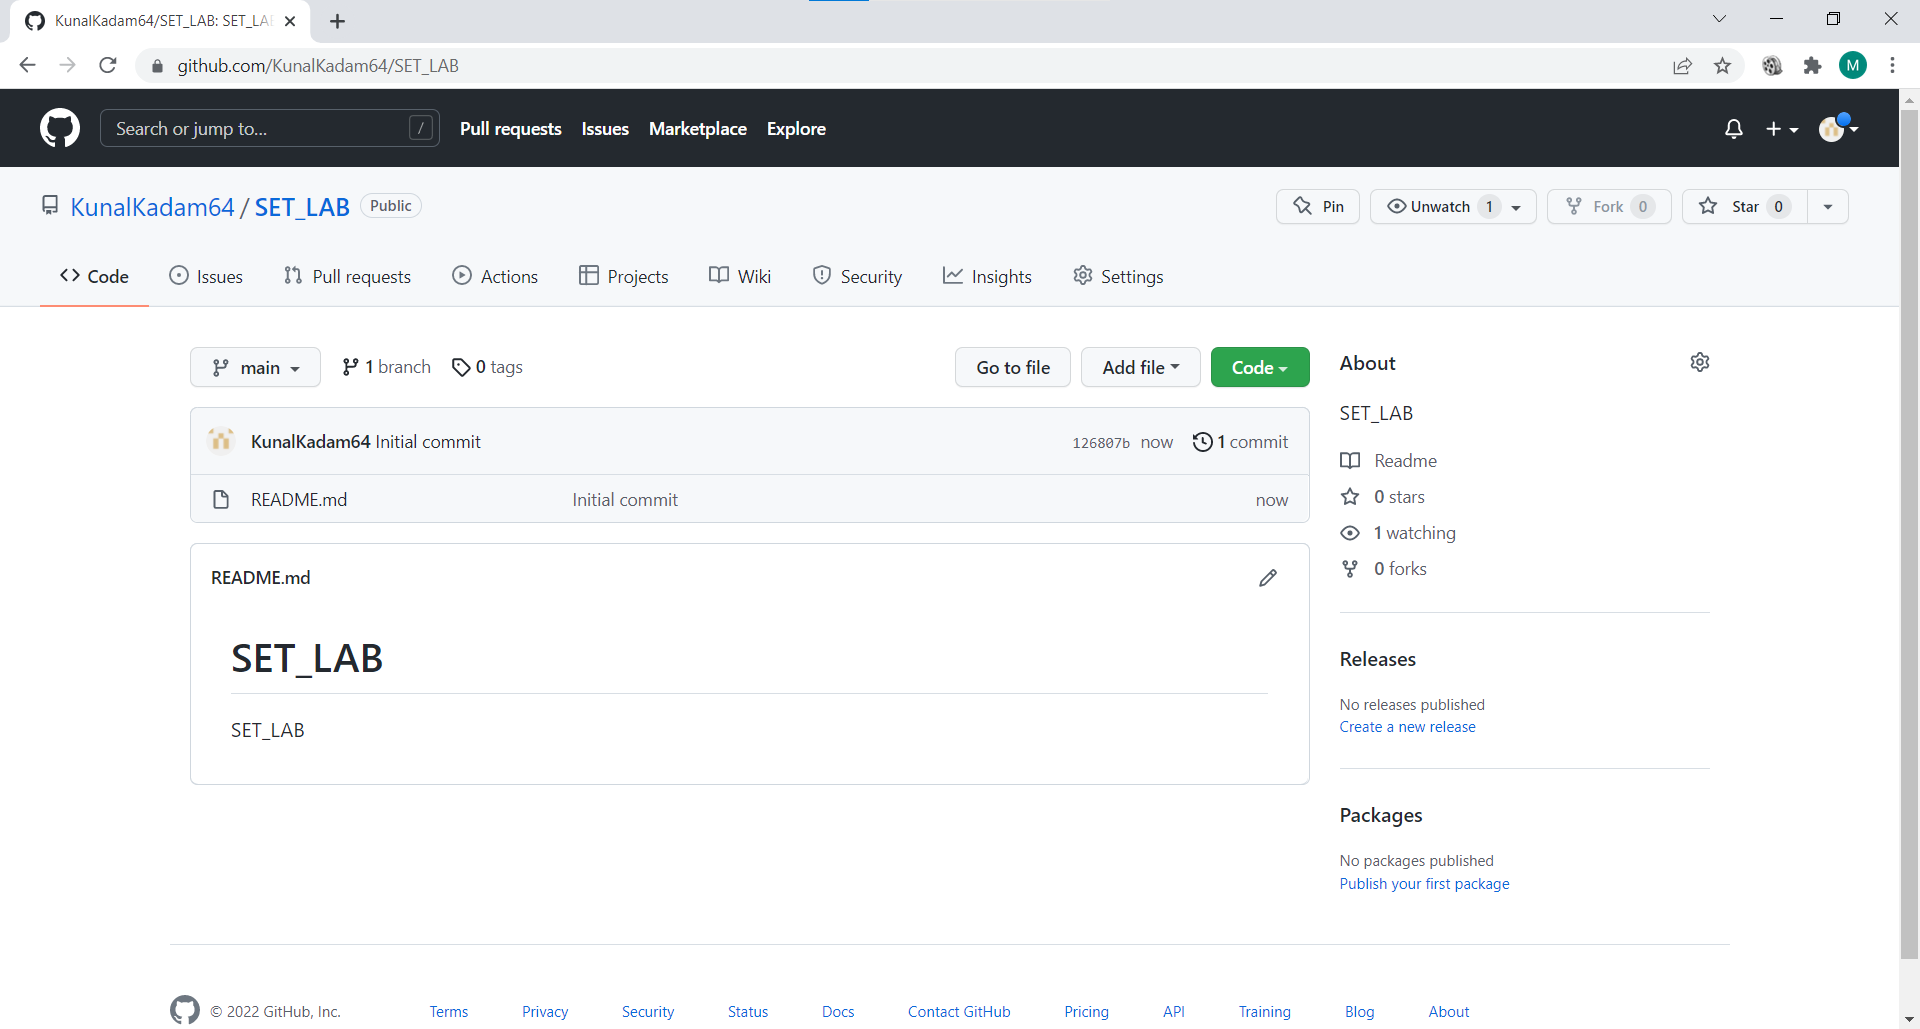 KunalKadam64/SET_LAB: SET_LAB
github.com/KunalKadam64/SET_LAB
M
Search or jump to... /
Pull requests Issues Marketplace Explore
KunalKadam64 / SET_LAB Public
Pin Unwatch 1 Fork 0 Star 0
Code Issues Pull requests Actions Projects Wiki Security Insights Settings
main 1 branch 0 tags Go to file Add file Code
KunalKadam64 Initial commit 126807b now 1 commit
README.md Initial commit now
README.md
SET_LAB
SET_LAB
About
SET_LAB
Readme
0 stars
1 watching
0 forks
Releases
No releases published
Create a new release
Packages
No packages published
Publish your first package
© 2022 GitHub, Inc. Terms Privacy Security Status Docs Contact GitHub Pricing API Training Blog About